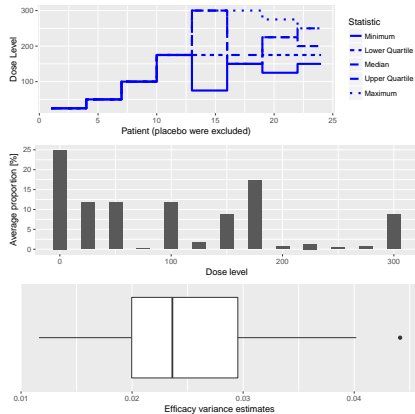 Dose Level
300
200
100
0
5
10
15
20
25
Patient (placebo were excluded)
Statistic
Minimum
Lower Quartile
Median
Upper Quartile
Maximum
Average proportion [%]
25
20
15
10
5
0
0
100
200
300
Dose level
0.01
0.02
0.03
0.04
Efficacy variance estimates